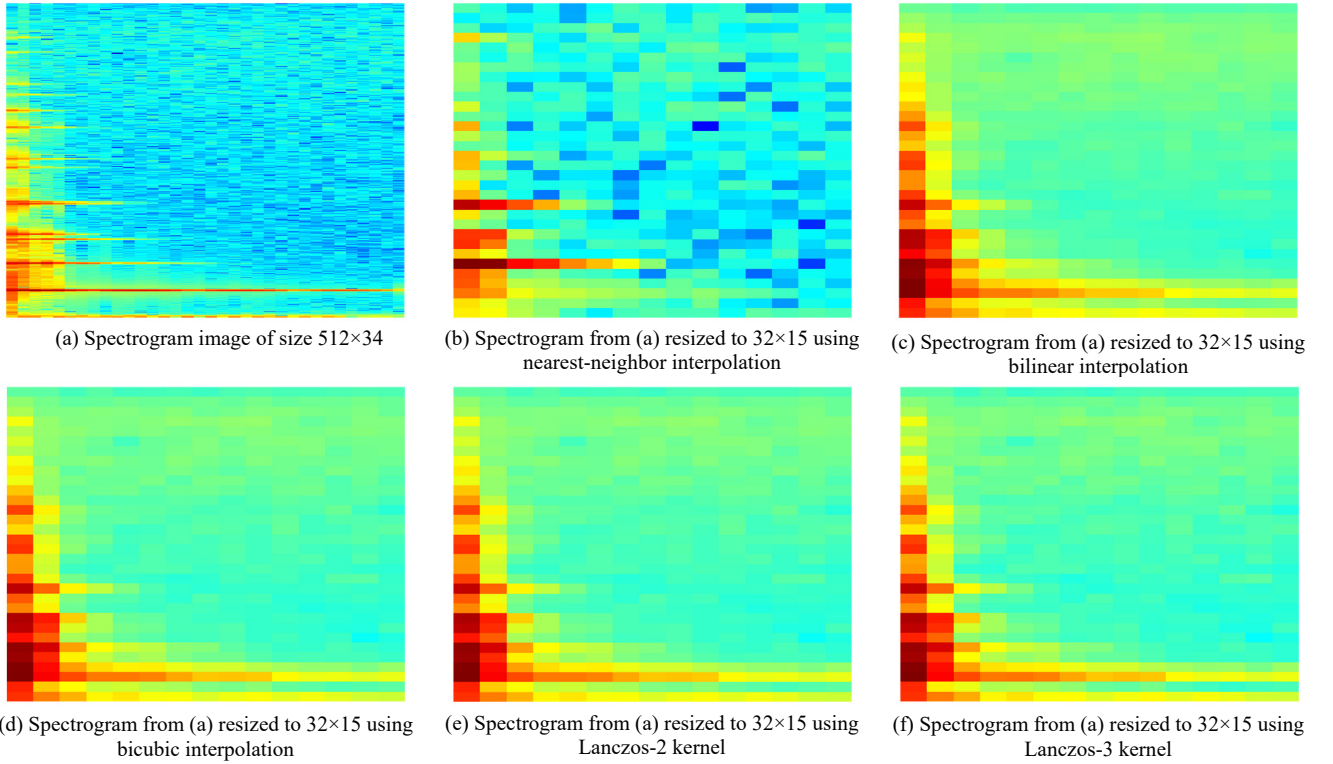 (a) Spectrogram image of size 512×34
(b) Spectrogram from (a) resized to 32×15 using
nearest-neighbor interpolation
(c) Spectrogram from (a) resized to 32×15 using
bilinear interpolation
(d) Spectrogram from (a) resized to 32×15 using
bicubic interpolation
(e) Spectrogram from (a) resized to 32×15 using
Lanczos-2 kernel
(f) Spectrogram from (a) resized to 32×15 using
Lanczos-3 kernel